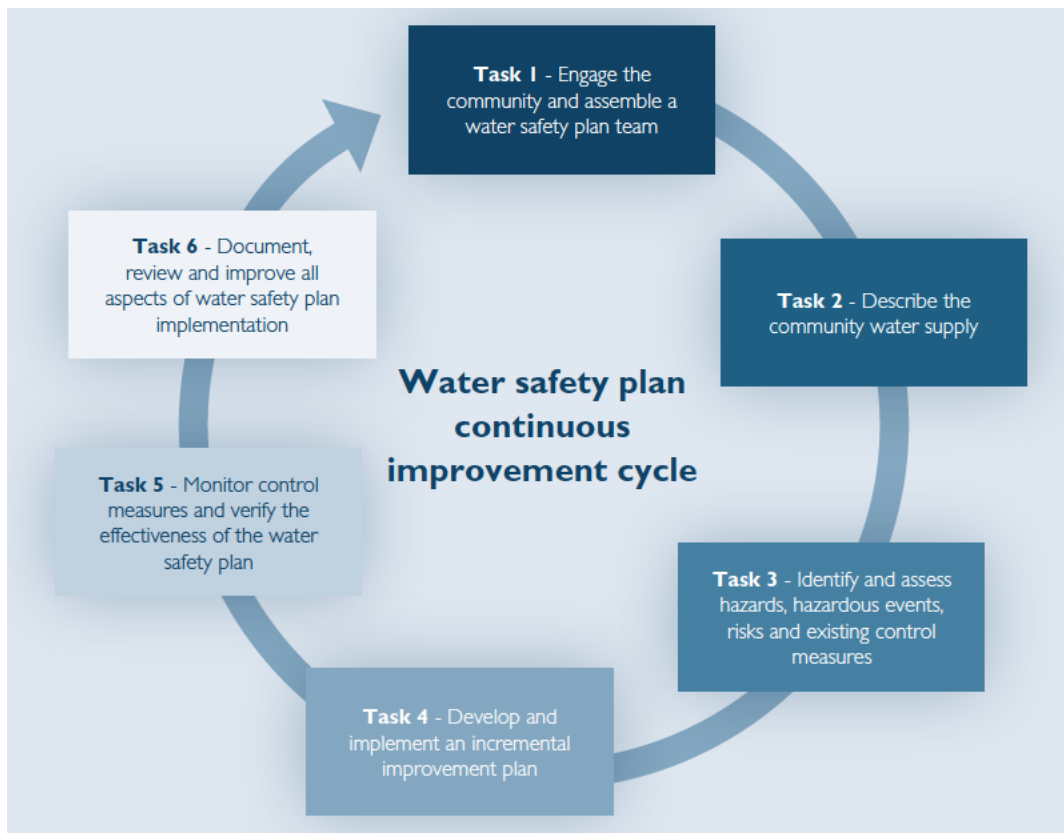 Task 1 - Engage the
community and assemble a
water safety plan team
Task 2 - Describe the
community water supply
Task 3 - Identify and assess
hazards, hazardous events,
risks and existing control
measures
Task 4 - Develop and
implement an incremental
improvement plan
Task 5 - Monitor control
measures and verify the
effectiveness of the water
safety plan
Task 6 - Document,
review and improve all
aspects of water safety plan
implementation
Water safety plan
continuous
improvement cycle